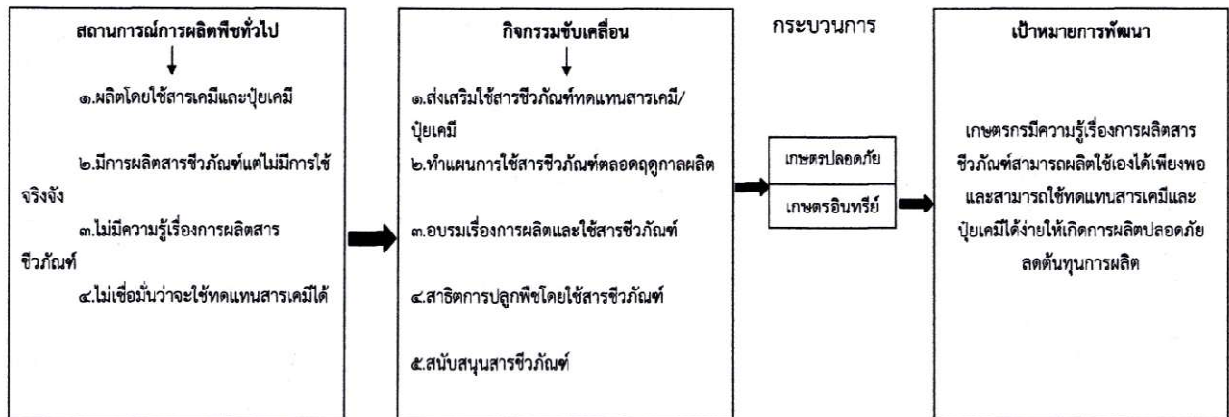 สถานการณ์การผลิตพืชทั่วไป
๑.ผลิตโดยใช้สารเคมีและปุ๋ยเคมี
๒.มีการผลิตสารชีวภัณฑ์แต่ไม่มีการใช้
จริงจัง
๓.ไม่มีความรู้เรื่องการผลิตสาร
ชีวภัณฑ์
๔.ไม่เชื่อมั่นว่าจะใช้ทดแทนสารเคมีได้
กิจกรรมขับเคลื่อน
๑.ส่งเสริมใช้สารชีวภัณฑ์ทดแทนสารเคมี/
ปุ๋ยเคมี
๒.ทำแผนการใช้สารชีวภัณฑ์ตลอดฤดูกาลผลิต
๓.อบรมเรื่องการผลิตและใช้สารชีวภัณฑ์
๔.สาธิตการปลูกพืชโดยใช้สารชีวภัณฑ์
๕.สนับสนุนสารชีวภัณฑ์
กระบวนการ
เกษตรปลอดภัย
เกษตรอินทรีย์
เป้าหมายการพัฒนา
เกษตรกรมีความรู้เรื่องการผลิตสาร
ชีวภัณฑ์สามารถผลิตใช้เองได้เพียงพอ
และสามารถใช้ทดแทนสารเคมีและ
ปุ๋ยเคมีได้ง่ายให้เกิดการผลิตปลอดภัย
ลดต้นทุนการผลิต